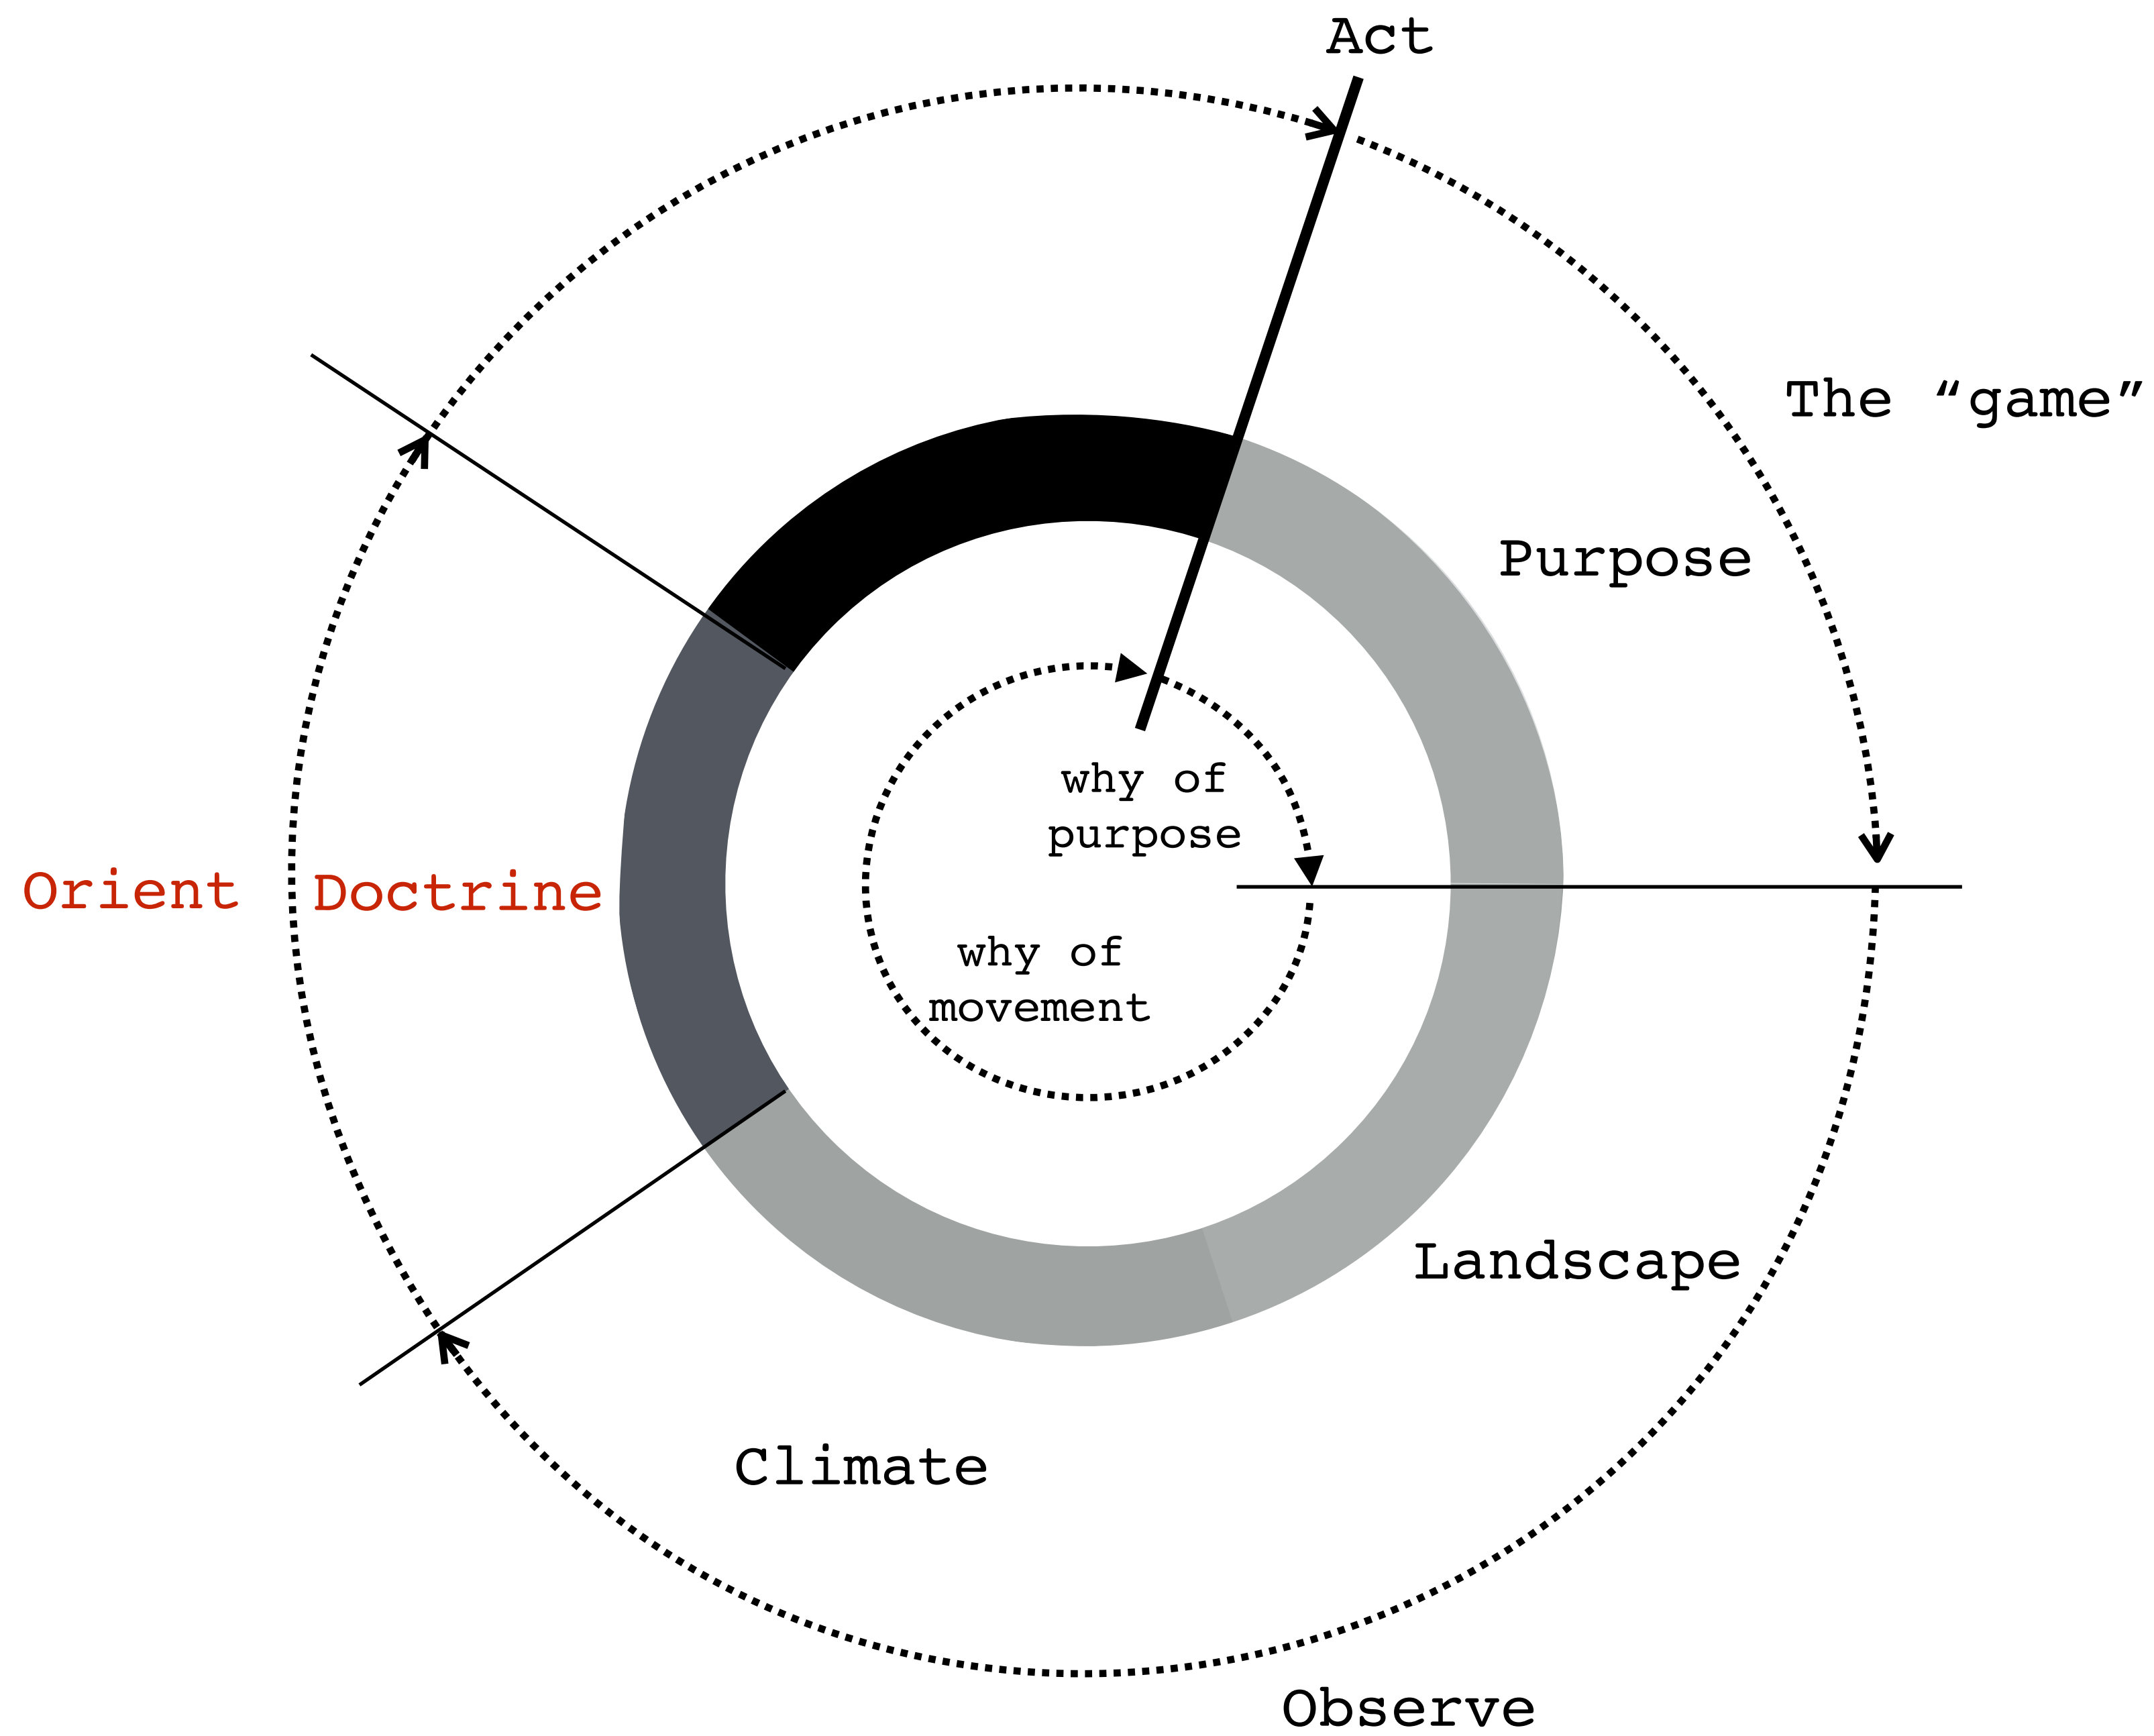 Act
The “game”
Purpose
why of
purpose
Orient
Doctrine
why of
movement
Landscape
Climate
Observe